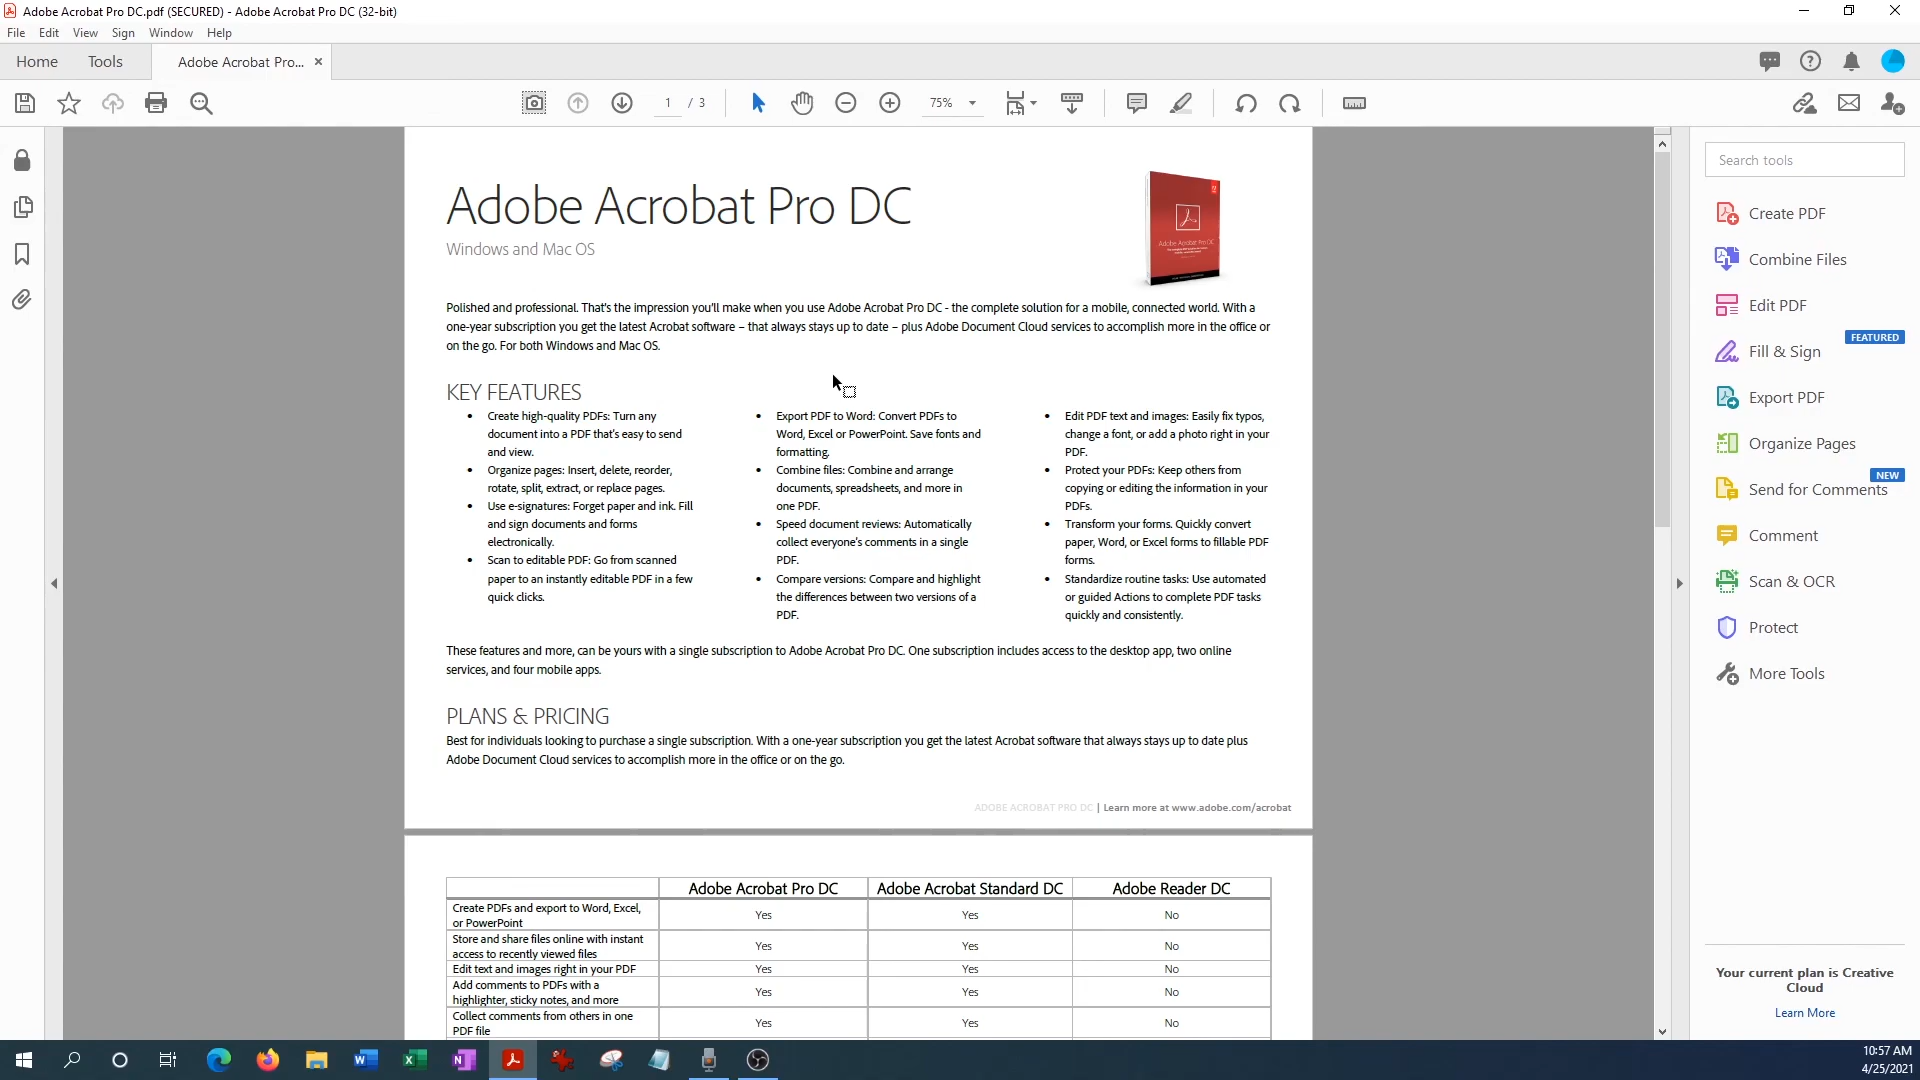 Adobe Acrobat Pro DC.pdf (SECURED) - Adobe Acrobat Pro DC (32-bit)
File Edit View Sign Window Help
Home Tools Adobe Acrobat Pro... ×
1 / 3 75%
Search tools
Create PDF
Combine Files
Edit PDF
FEATURED
Fill & Sign
Export PDF
Organize Pages
NEW
Send for Comments
Comment
Scan & OCR
Protect
More Tools
Your current plan is Creative
Cloud
Learn More
Adobe Acrobat Pro DC
Windows and Mac OS
Adobe Acrobat Pro DC
Polished and professional. That's the impression you'll make when you use Adobe Acrobat Pro DC - the complete solution for a mobile, connected world. With a
one-year subscription you get the latest Acrobat software – that always stays up to date – plus Adobe Document Cloud services to accomplish more in the office or
on the go. For both Windows and Mac OS.
KEY FEATURES
• Create high-quality PDFs: Turn any
document into a PDF that's easy to send
and view.
• Organize pages: Insert, delete, reorder,
rotate, split, extract, or replace pages.
• Use e-signatures: Forget paper and ink. Fill
and sign documents and forms
electronically.
• Scan to editable PDF: Go from scanned
paper to an instantly editable PDF in a few
quick clicks.
• Export PDF to Word: Convert PDFs to
Word, Excel or PowerPoint. Save fonts and
formatting.
• Combine files: Combine and arrange
documents, spreadsheets, and more in
one PDF.
• Speed document reviews: Automatically
collect everyone's comments in a single
PDF.
• Compare versions: Compare and highlight
the differences between two versions of a
PDF.
• Edit PDF text and images: Easily fix typos,
change a font, or add a photo right in your
PDF.
• Protect your PDFs: Keep others from
copying or editing the information in your
PDFs.
• Transform your forms. Quickly convert
paper, Word, or Excel forms to fillable PDF
forms.
• Standardize routine tasks: Use automated
or guided Actions to complete PDF tasks
quickly and consistently.
These features and more, can be yours with a single subscription to Adobe Acrobat Pro DC. One subscription includes access to the desktop app, two online
services, and four mobile apps.
PLANS & PRICING
Best for individuals looking to purchase a single subscription. With a one-year subscription you get the latest Acrobat software that always stays up to date plus
Adobe Document Cloud services to accomplish more in the office or on the go.
ADOBE ACROBAT PRO DC | Learn more at www.adobe.com/acrobat
Adobe Acrobat Pro DC Adobe Acrobat Standard DC Adobe Reader DC
Create PDFs and export to Word, Excel,
or PowerPoint Yes Yes No
Store and share files online with instant
access to recently viewed files Yes Yes No
Edit text and images right in your PDF Yes Yes No
Add comments to PDFs with a
highlighter, sticky notes, and more Yes Yes No
Collect comments from others in one
PDF file Yes Yes No
10:57 AM
4/25/2021